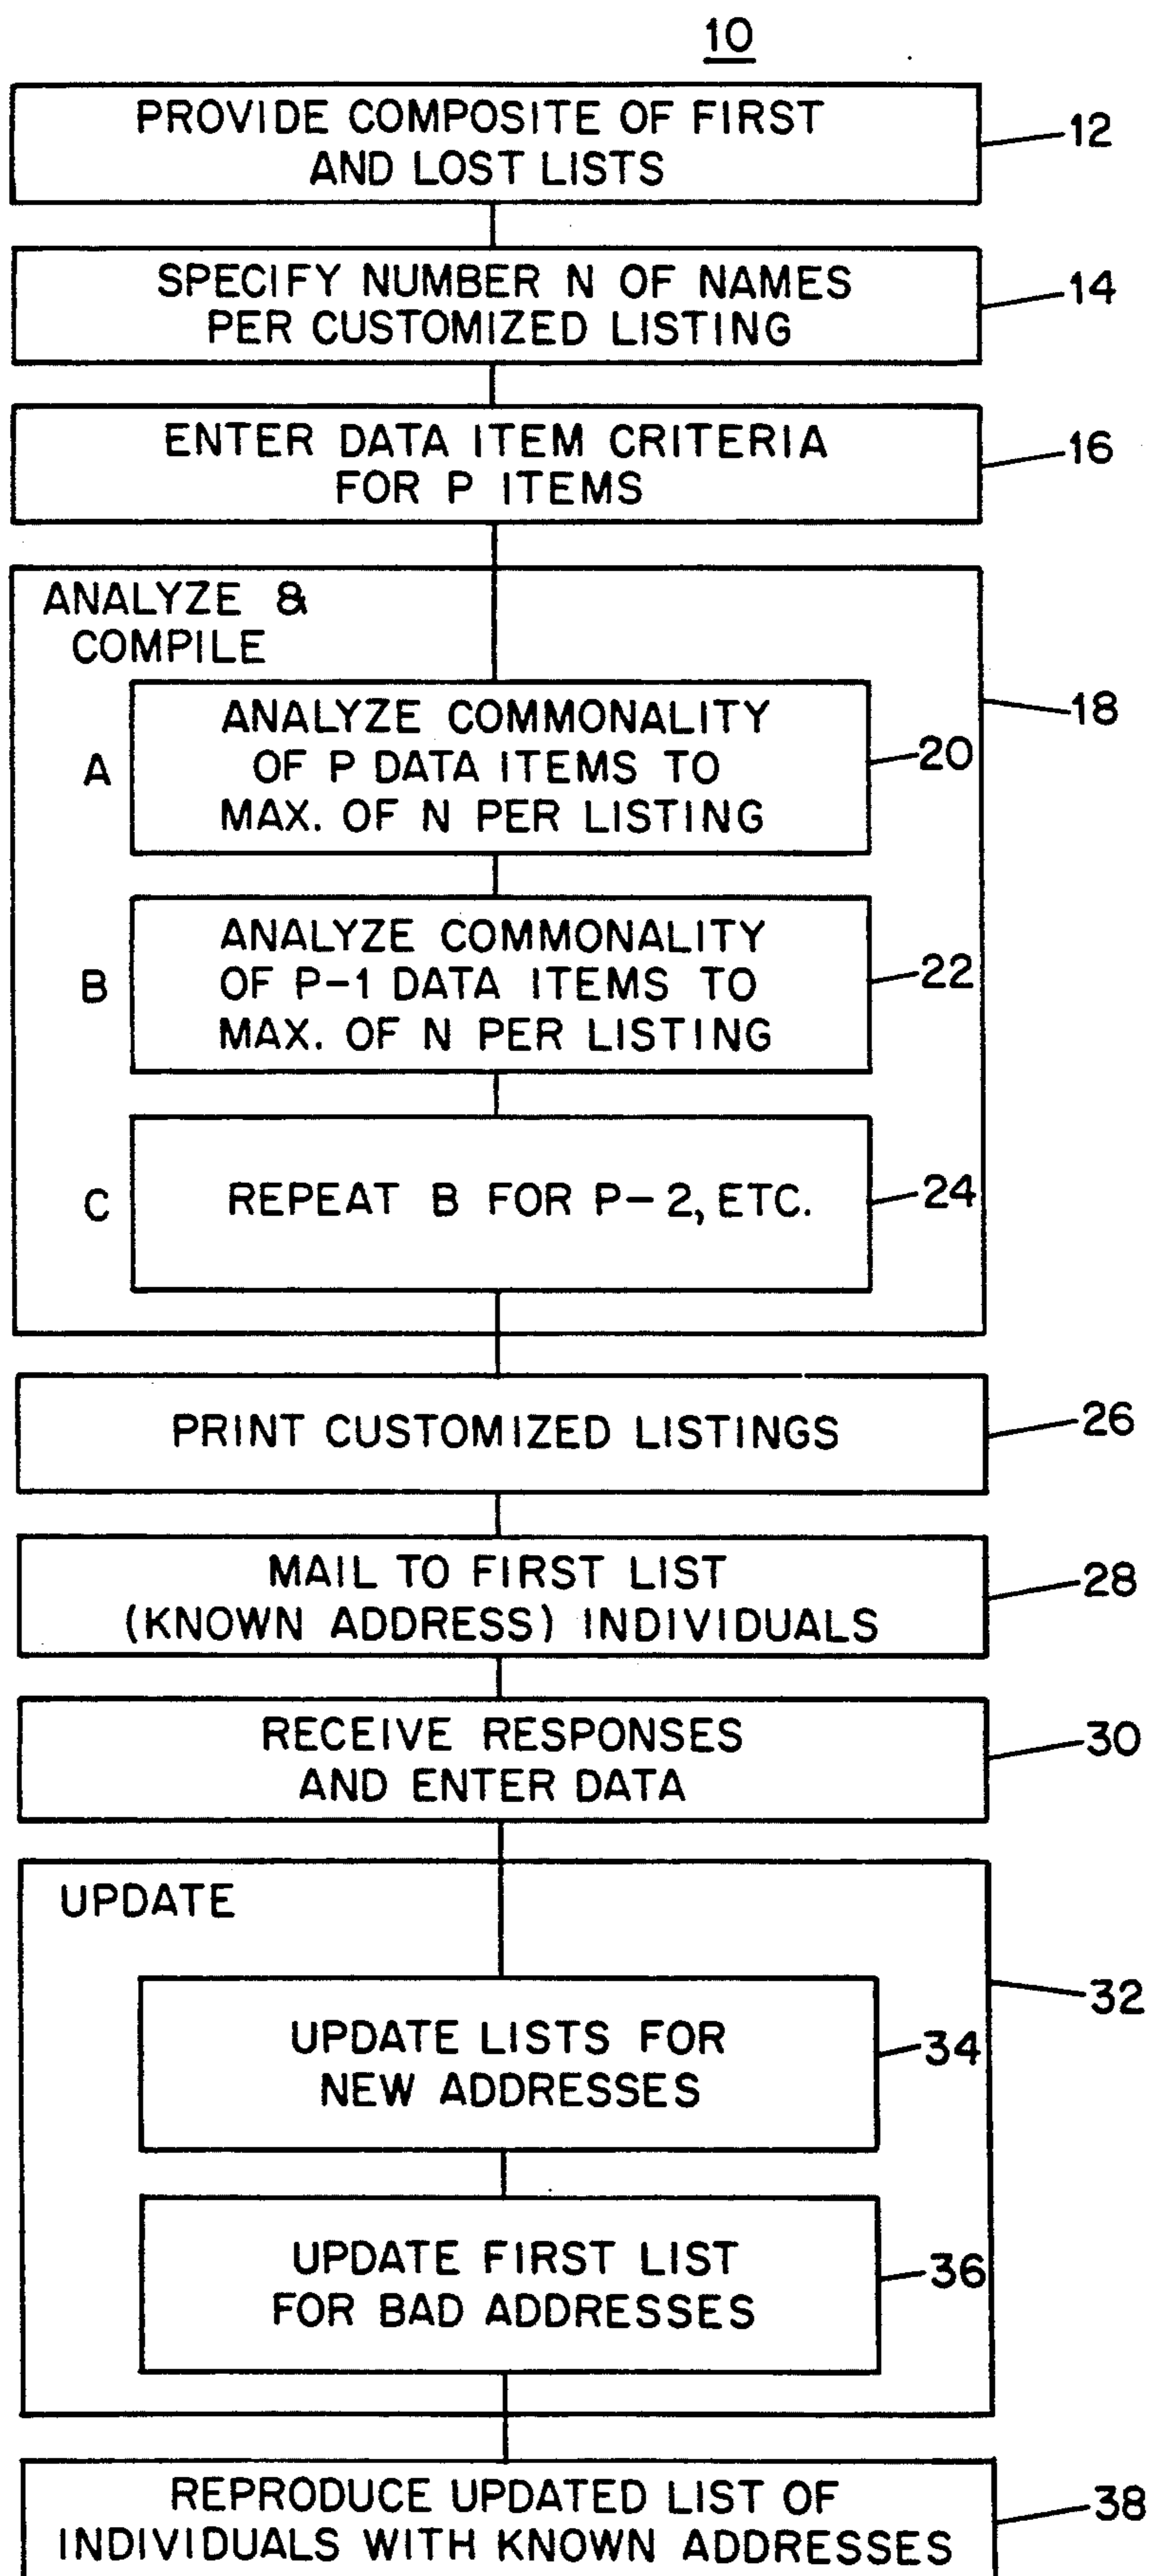 10
PROVIDE COMPOSITE OF FIRST
AND LOST LISTS
12
SPECIFY NUMBER N OF NAMES
PER CUSTOMIZED LISTING
14
ENTER DATA ITEM CRITERIA
FOR P ITEMS
16
ANALYZE &
COMPILE
18
A
ANALYZE COMMONALITY
OF P DATA ITEMS TO
MAX. OF N PER LISTING
20
B
ANALYZE COMMONALITY
OF P-1 DATA ITEMS TO
MAX. OF N PER LISTING
22
C
REPEAT B FOR P-2, ETC.
24
PRINT CUSTOMIZED LISTINGS
26
MAIL TO FIRST LIST
(KNOWN ADDRESS) INDIVIDUALS
28
RECEIVE RESPONSES
AND ENTER DATA
30
UPDATE
32
UPDATE LISTS FOR
NEW ADDRESSES
34
UPDATE FIRST LIST
FOR BAD ADDRESSES
36
REPRODUCE UPDATED LIST OF
INDIVIDUALS WITH KNOWN ADDRESSES
38